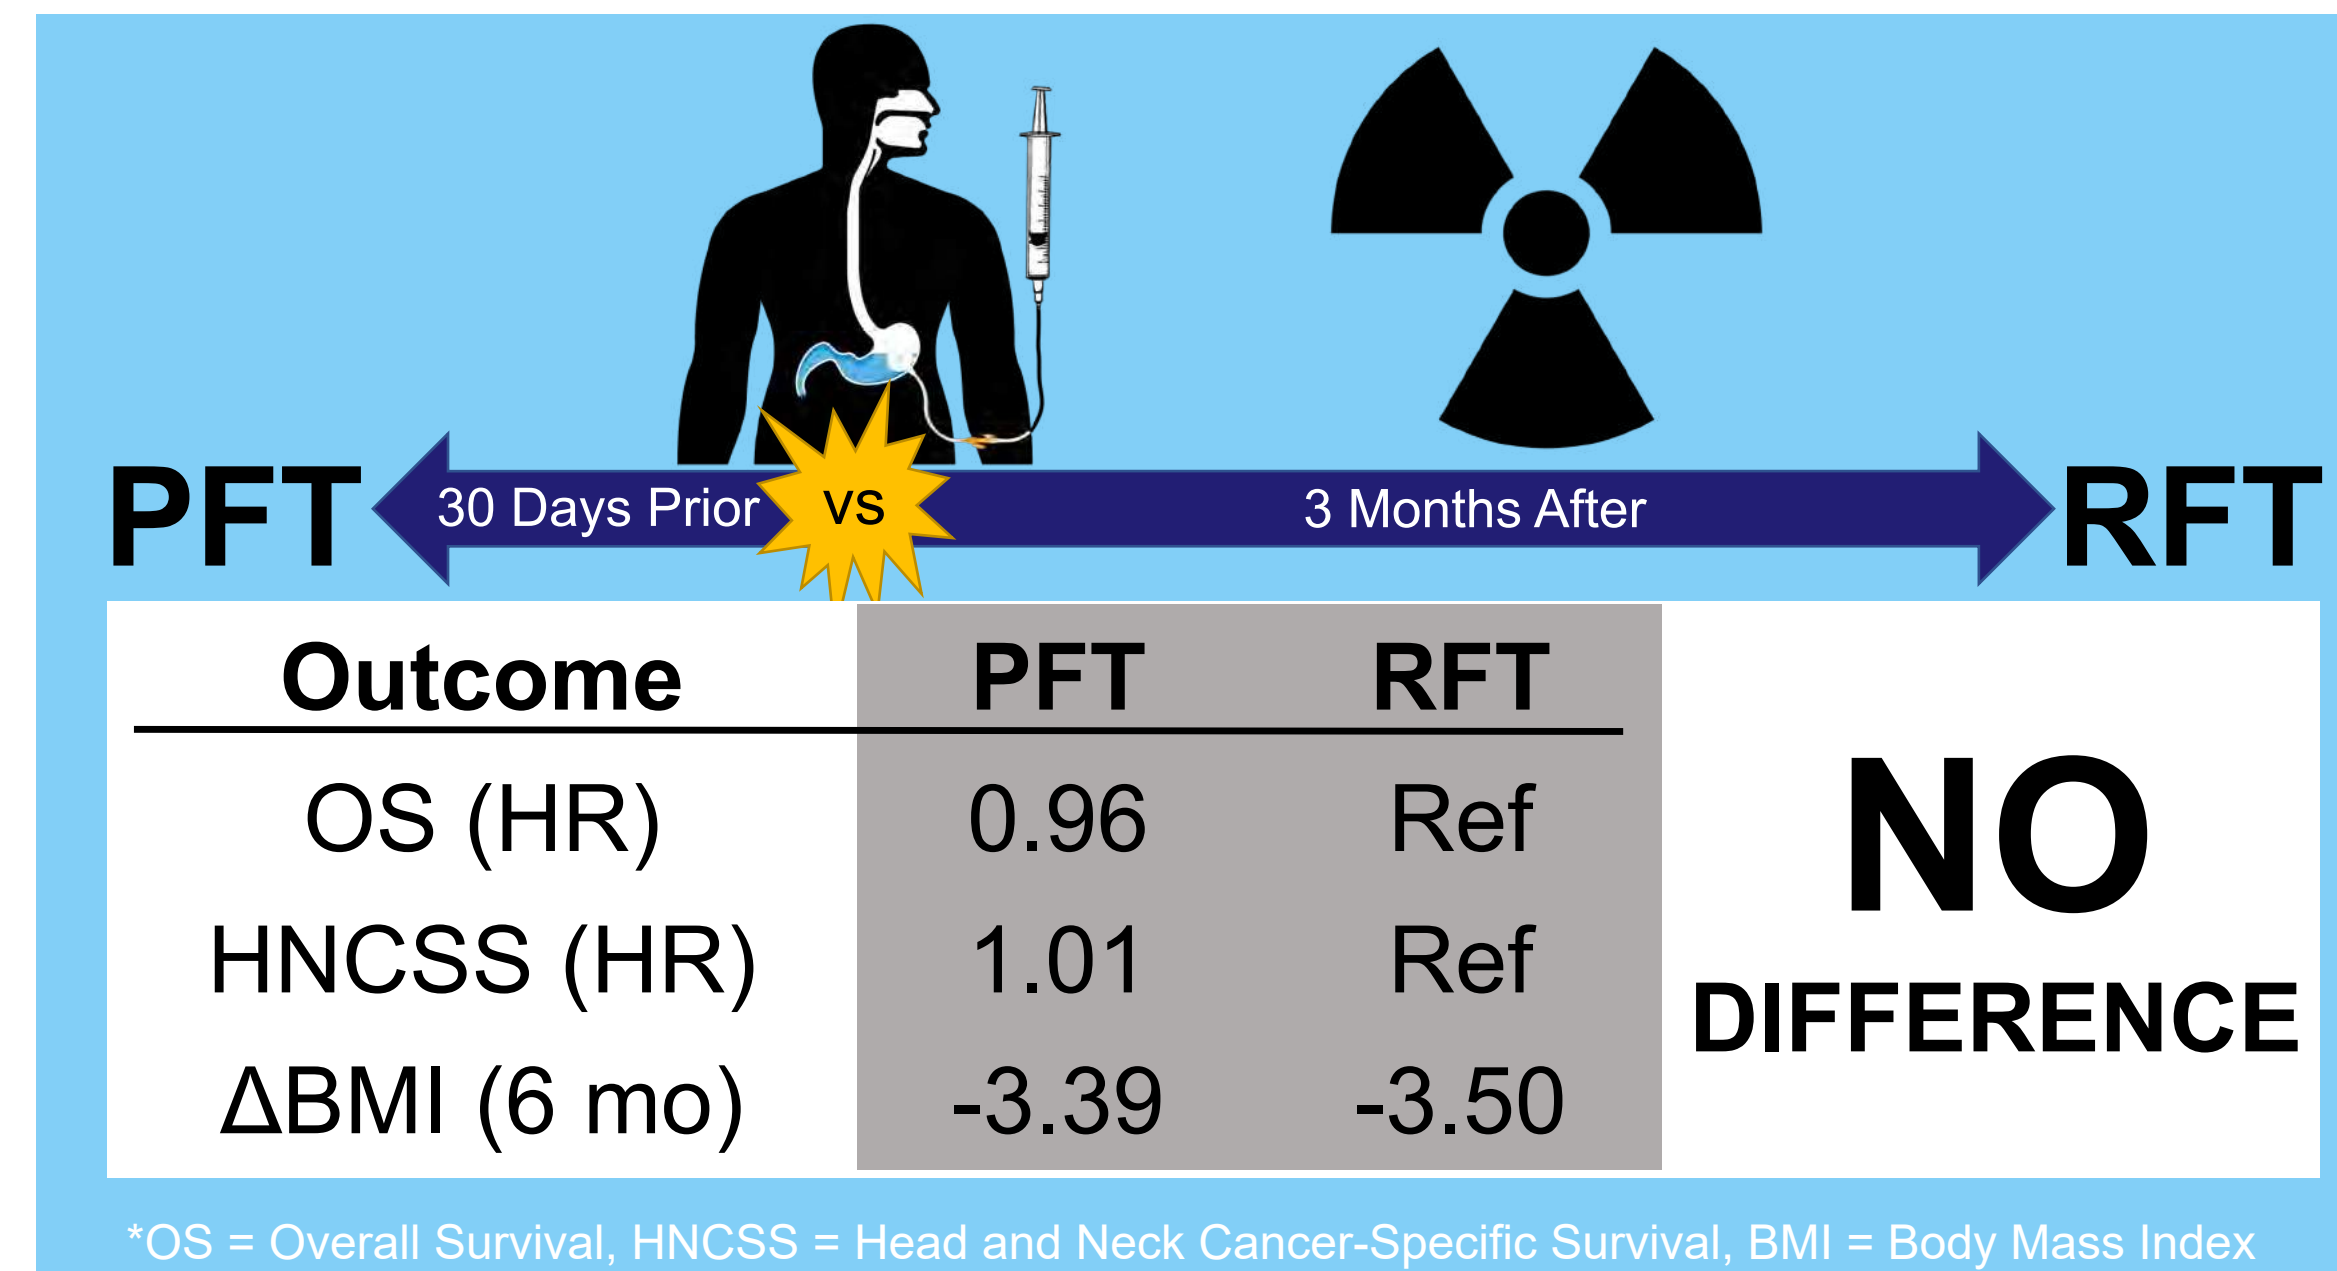 PFT 30 Days Prior vs 3 Months After RFT
Outcome PFT RFT
OS (HR) 0.96 Ref
HNCSS (HR) 1.01 Ref
ΔBMI (6 mo) -3.39 -3.50
NO
DIFFERENCE
*OS = Overall Survival, HNCSS = Head and Neck Cancer-Specific Survival, BMI = Body Mass Index